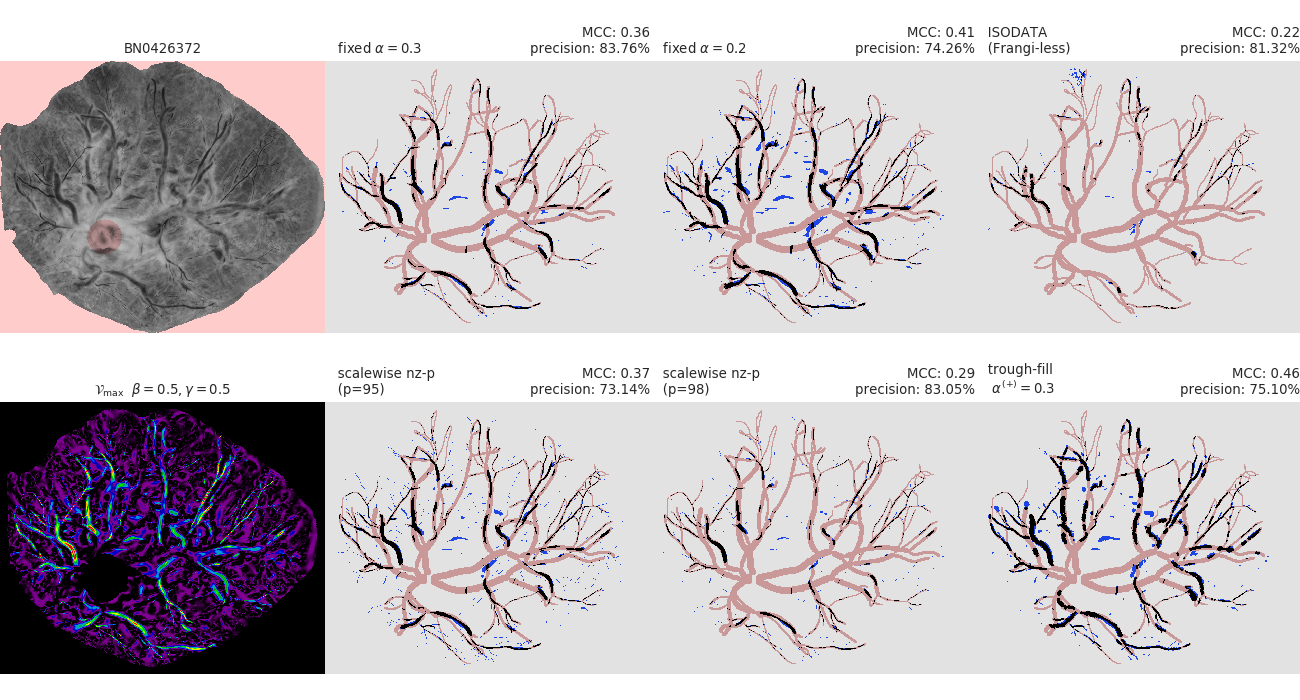 BN0426372
fixed α = 0.3
MCC: 0.36
precision: 83.76%
fixed α = 0.2
MCC: 0.41
precision: 74.26%
ISODATA
(Frangi-less)
MCC: 0.22
precision: 81.32%
𝒱max β = 0.5, γ = 0.5
scalewise nz-p
(p=95)
MCC: 0.37
precision: 73.14%
scalewise nz-p
(p=98)
MCC: 0.29
precision: 83.05%
trough-fill
α(+) = 0.3
MCC: 0.46
precision: 75.10%